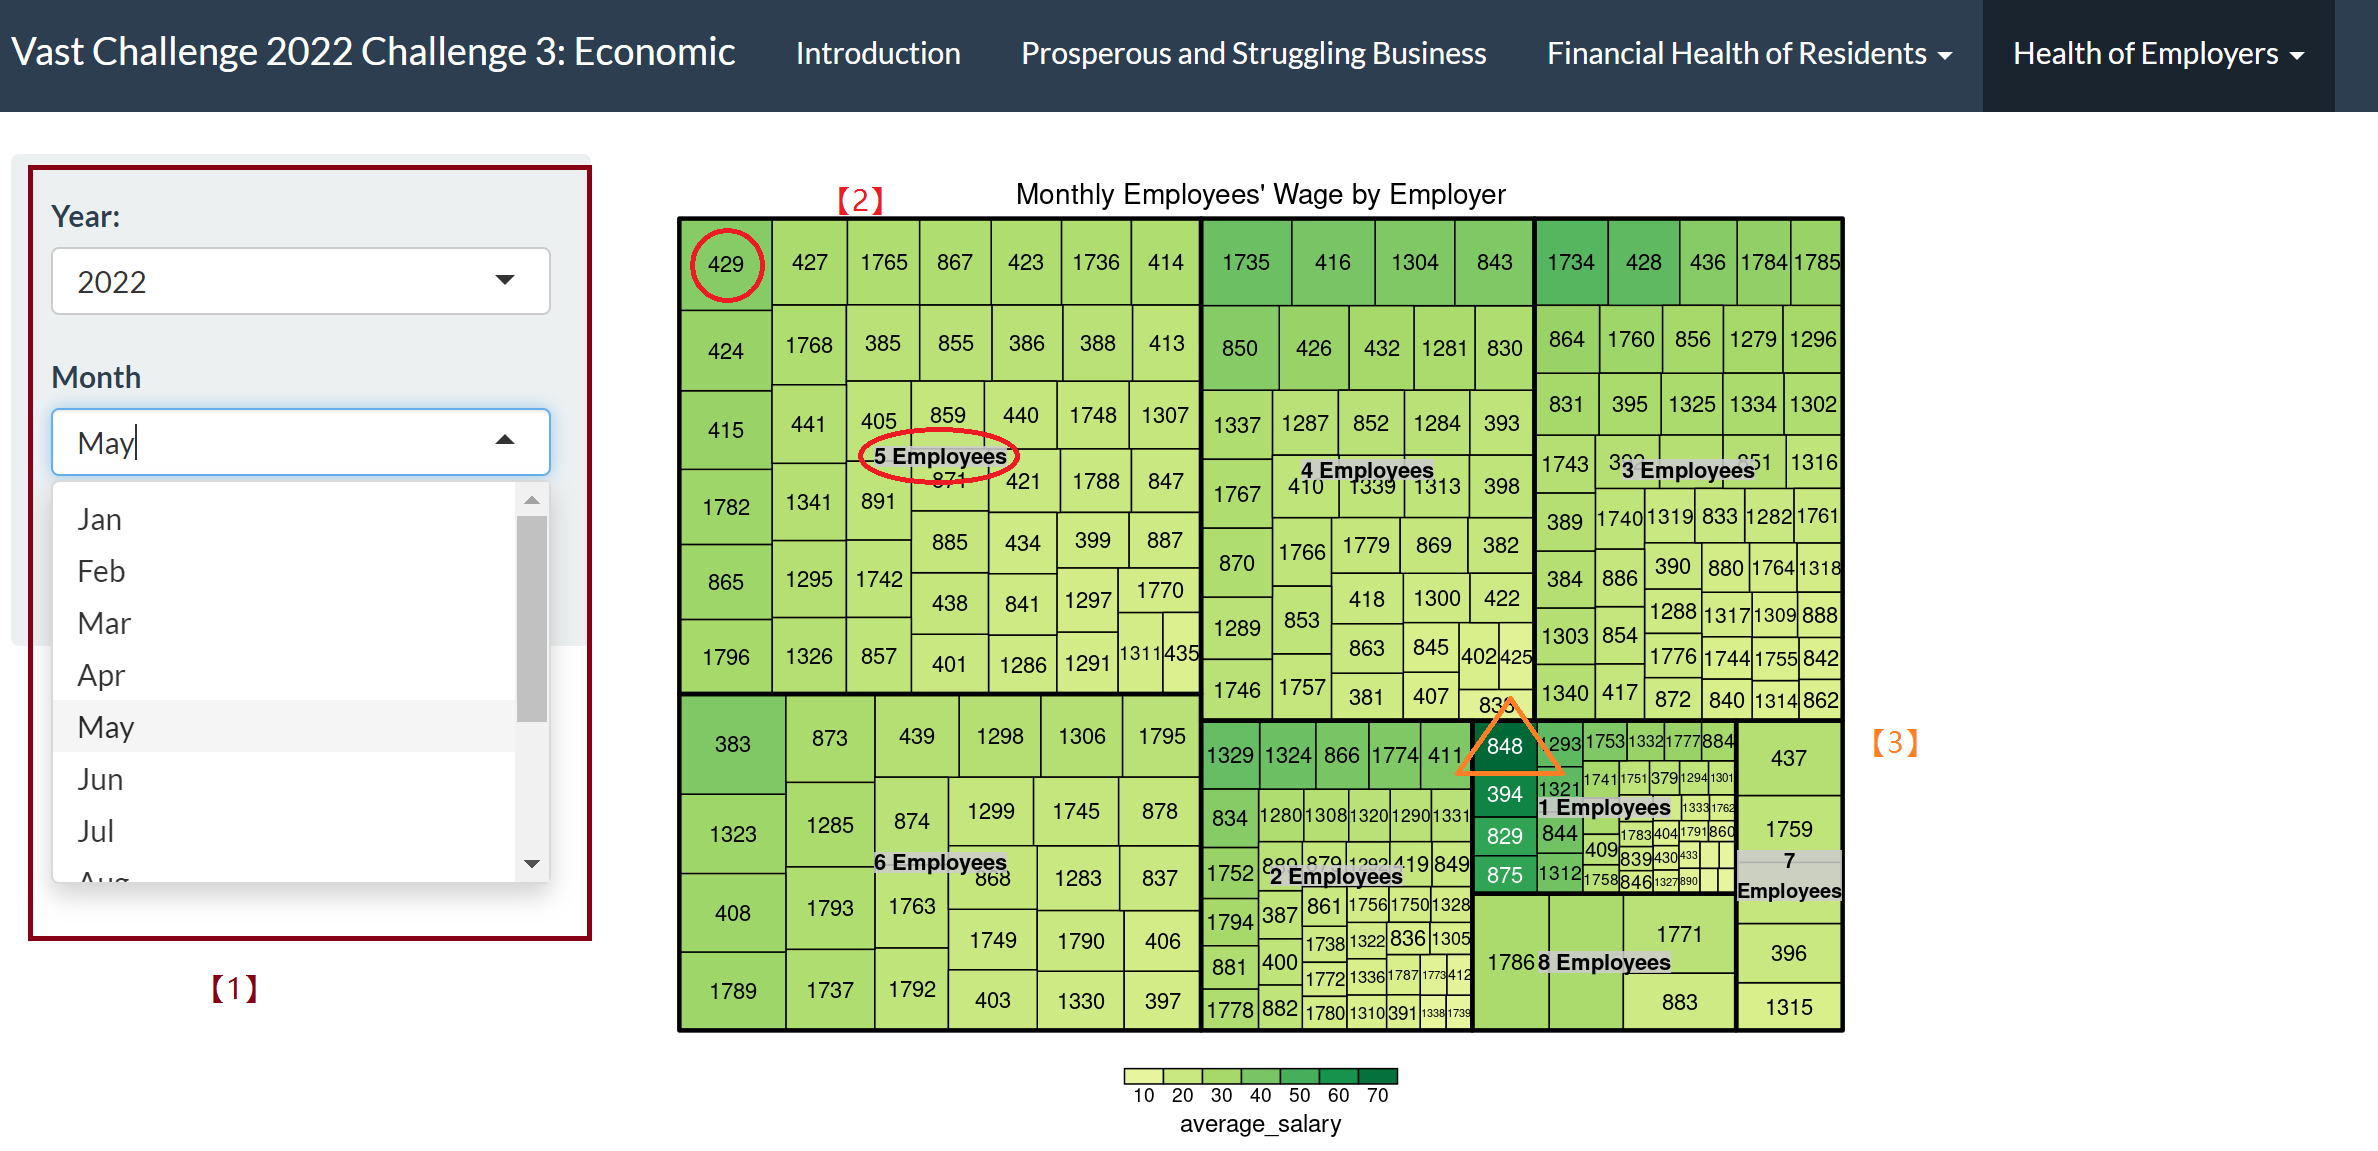 Vast Challenge 2022 Challenge 3: Economic Introduction Prosperous and Struggling Business Financial Health of Residents Health of Employers
Year:
2022
Month
May
Jan
Feb
Mar
Apr
May
Jun
Jul
Aug
【1】
【2】
Monthly Employees' Wage by Employer
429 427 1765 867 423 1736 414
424 1768 385 855 386 388 413
415 441 405 859 440 1748 1307
5 Employees
1782 1341 891 871 421 1788 847
885 434 399 887
865 1295 1742 438 841 1297 1770
1796 1326 857 401 1286 1291 1311 435
1735 416 1304 843
850 426 432 1281 830
1337 1287 852 1284 393
4 Employees
1767 410 1339 1313 398
870 1766 1779 869 382
418 1300 422
1289 853 863 845 402 425
1746 1757 381 407
1734 428 436 1784 1785
864 1760 856 1279 1296
831 395 1325 1334 1302
1743 851 1316
3 Employees
389 1740 1319 833 1282 1761
384 886 390 880 1764 1318
1303 854 1288 1317 1309 888
1776 1744 1755 842
1340 417 872 840 1314 862
383 873 439 1298 1306 1795
1323 1285 874 1299 1745 878
6 Employees
408 1793 1763 868 1283 837
1749 1790 406
1789 1737 1792 403 1330 397
1329 1324 866 1774 411
834 1280 1308 1320 1290 1331
1752 879 1292 419 849
2 Employees
1794 387 861 1756 1750 1328
1738 1322 836 1305
881 400 1772 1336 1787 1773 412
1778 882 1780 1310 391 1338 1739
848 1293 1753 1332 1777 884
394 1321 1741 1751 379 1294 1301
1 Employees
1333 1762
829 844 1783 404 1791 860
409 839 430 433
875 1312 1758 846 1327 890
【3】
437
1759
7
Employees
396
1315
1786 8 Employees 1771
883
10 20 30 40 50 60 70
average_salary